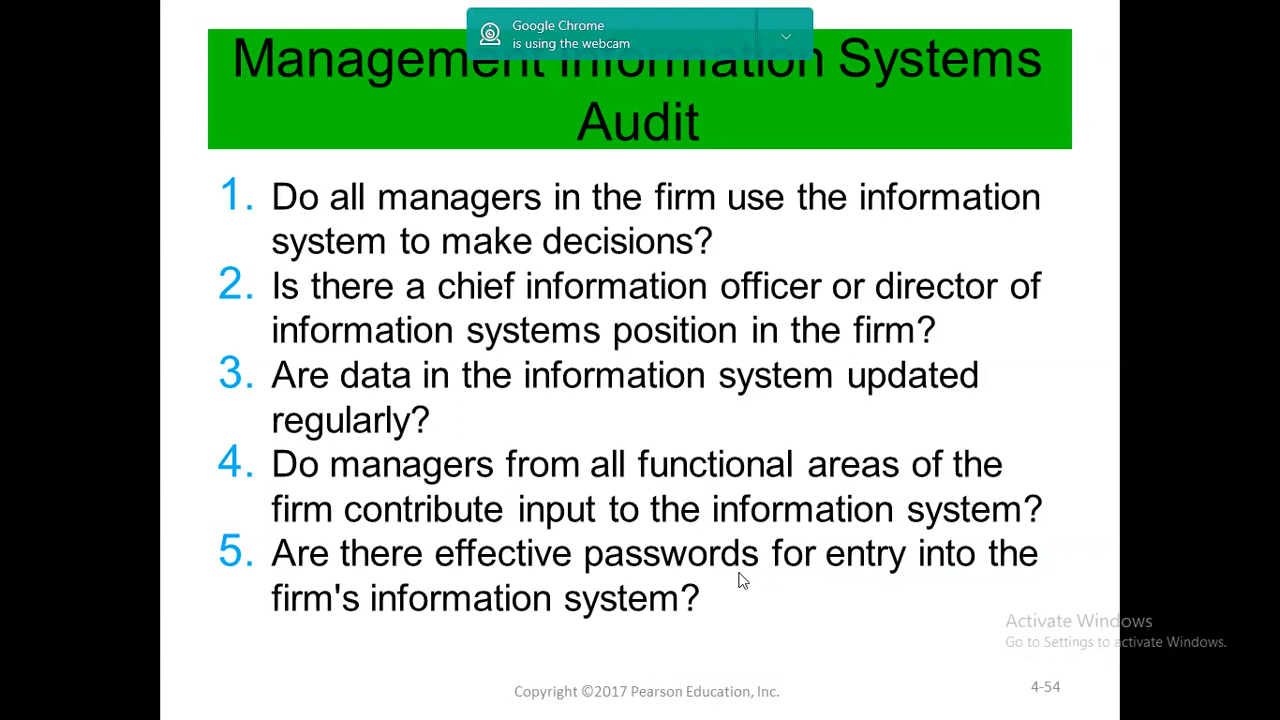 Google Chrome
is using the webcam
Management Information Systems
Audit
1. Do all managers in the firm use the information
system to make decisions?
2. Is there a chief information officer or director of
information systems position in the firm?
3. Are data in the information system updated
regularly?
4. Do managers from all functional areas of the
firm contribute input to the information system?
5. Are there effective passwords for entry into the
firm's information system?
Activate Windows
Go to Settings to activate Windows.
Copyright ©2017 Pearson Education, Inc.
4-54